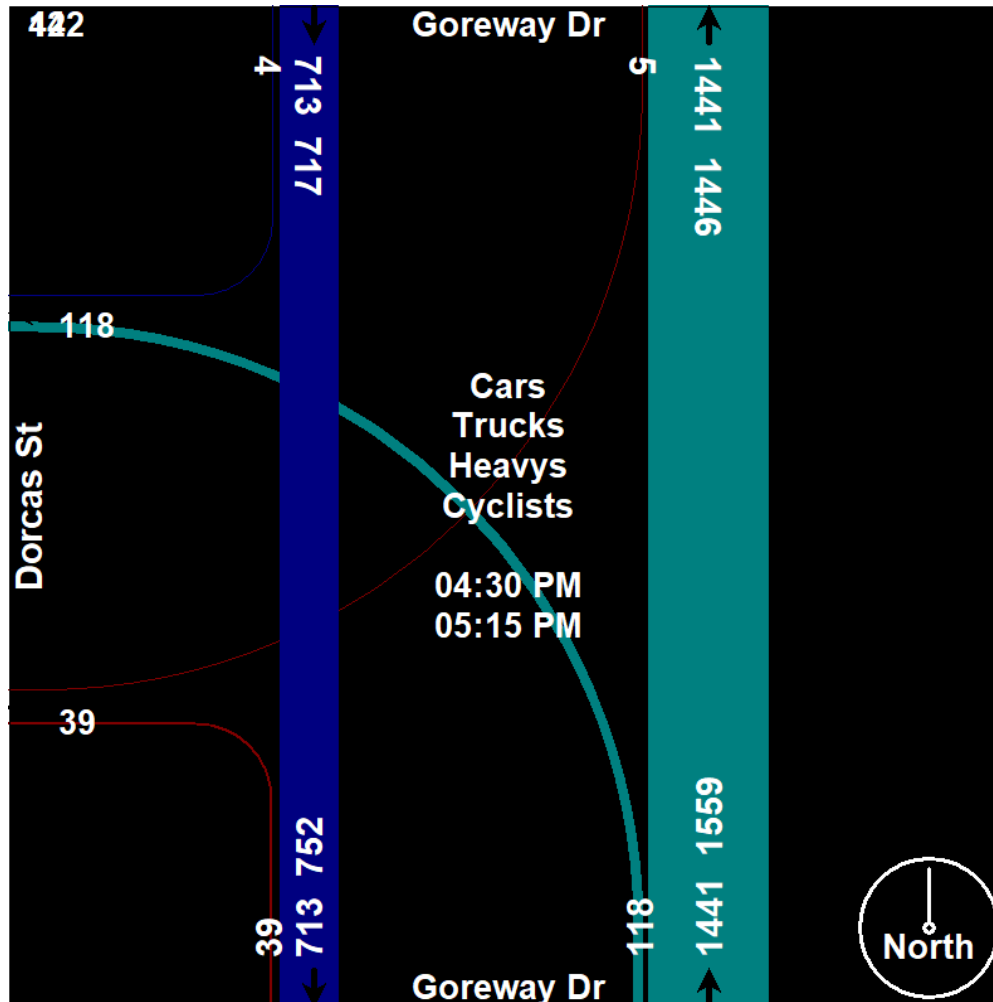 Goreway Dr
4
713 717
5
1441 1446
118
Cars
Trucks
Heavys
Cyclists
Dorcas St
04:30 PM
05:15 PM
39
39
713 752
118
1441 1559
North
Goreway Dr